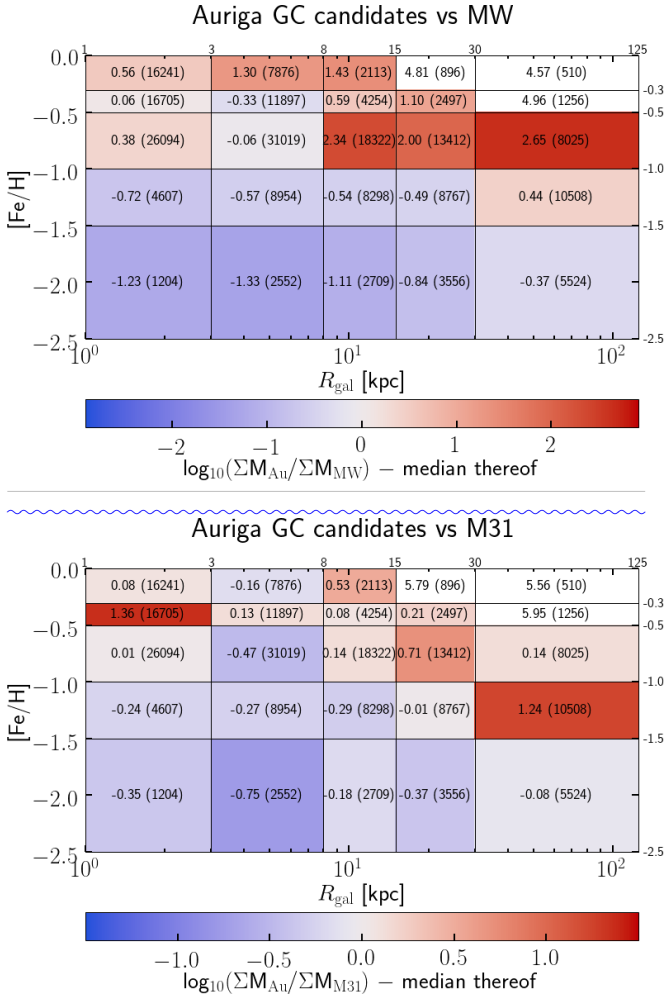 Auriga GC candidates vs MW
1 3 8 15 30 125
0.0 0.56 (16241) 1.30 (7876) 1.43 (2113) 4.81 (896) 4.57 (510)
-0.3
0.06 (16705) -0.33 (11897) 0.59 (4254) 1.10 (2497) 4.96 (1256)
−0.5 -0.5
0.38 (26094) -0.06 (31019) 2.34 (18322) 2.00 (13412) 2.65 (8025)
−1.0 -1.0
[Fe/H]
-0.72 (4607) -0.57 (8954) -0.54 (8298) -0.49 (8767) 0.44 (10508)
−1.5 -1.5
−2.0 -1.23 (1204) -1.33 (2552) -1.11 (2709) -0.84 (3556) -0.37 (5524)
−2.5 -2.5
10⁰ 10¹ 10²
R_gal [kpc]
−2 −1 0 1 2
log₁₀(ΣM_Au/ΣM_MW) − median thereof
Auriga GC candidates vs M31
1 3 8 15 30 125
0.0 0.08 (16241) -0.16 (7876) 0.53 (2113) 5.79 (896) 5.56 (510)
-0.3
1.36 (16705) 0.13 (11897) 0.08 (4254) 0.21 (2497) 5.95 (1256)
−0.5 -0.5
0.01 (26094) -0.47 (31019) 0.14 (18322) 0.71 (13412) 0.14 (8025)
−1.0 -1.0
[Fe/H]
-0.24 (4607) -0.27 (8954) -0.29 (8298) -0.01 (8767) 1.24 (10508)
−1.5 -1.5
−2.0 -0.35 (1204) -0.75 (2552) -0.18 (2709) -0.37 (3556) -0.08 (5524)
−2.5 -2.5
10⁰ 10¹ 10²
R_gal [kpc]
-1.0 -0.5 0.0 0.5 1.0
log₁₀(ΣM_Au/ΣM_M31) − median thereof